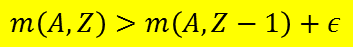 m(A, Z) > m(A, Z − 1) + ϵ